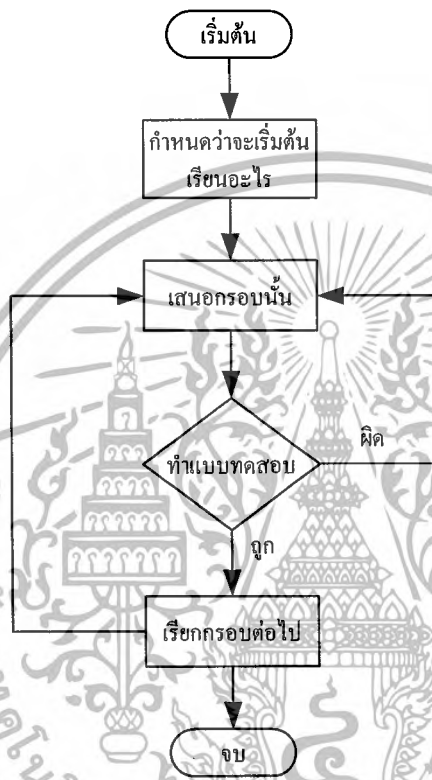 เริ่มต้น
กำหนดว่าจะเริ่มต้น
เรียนอะไร
เสนอกรอบนั้น
ทำแบบทดสอบ
ผิด
ถูก
เรียกกรอบต่อไป
จบ